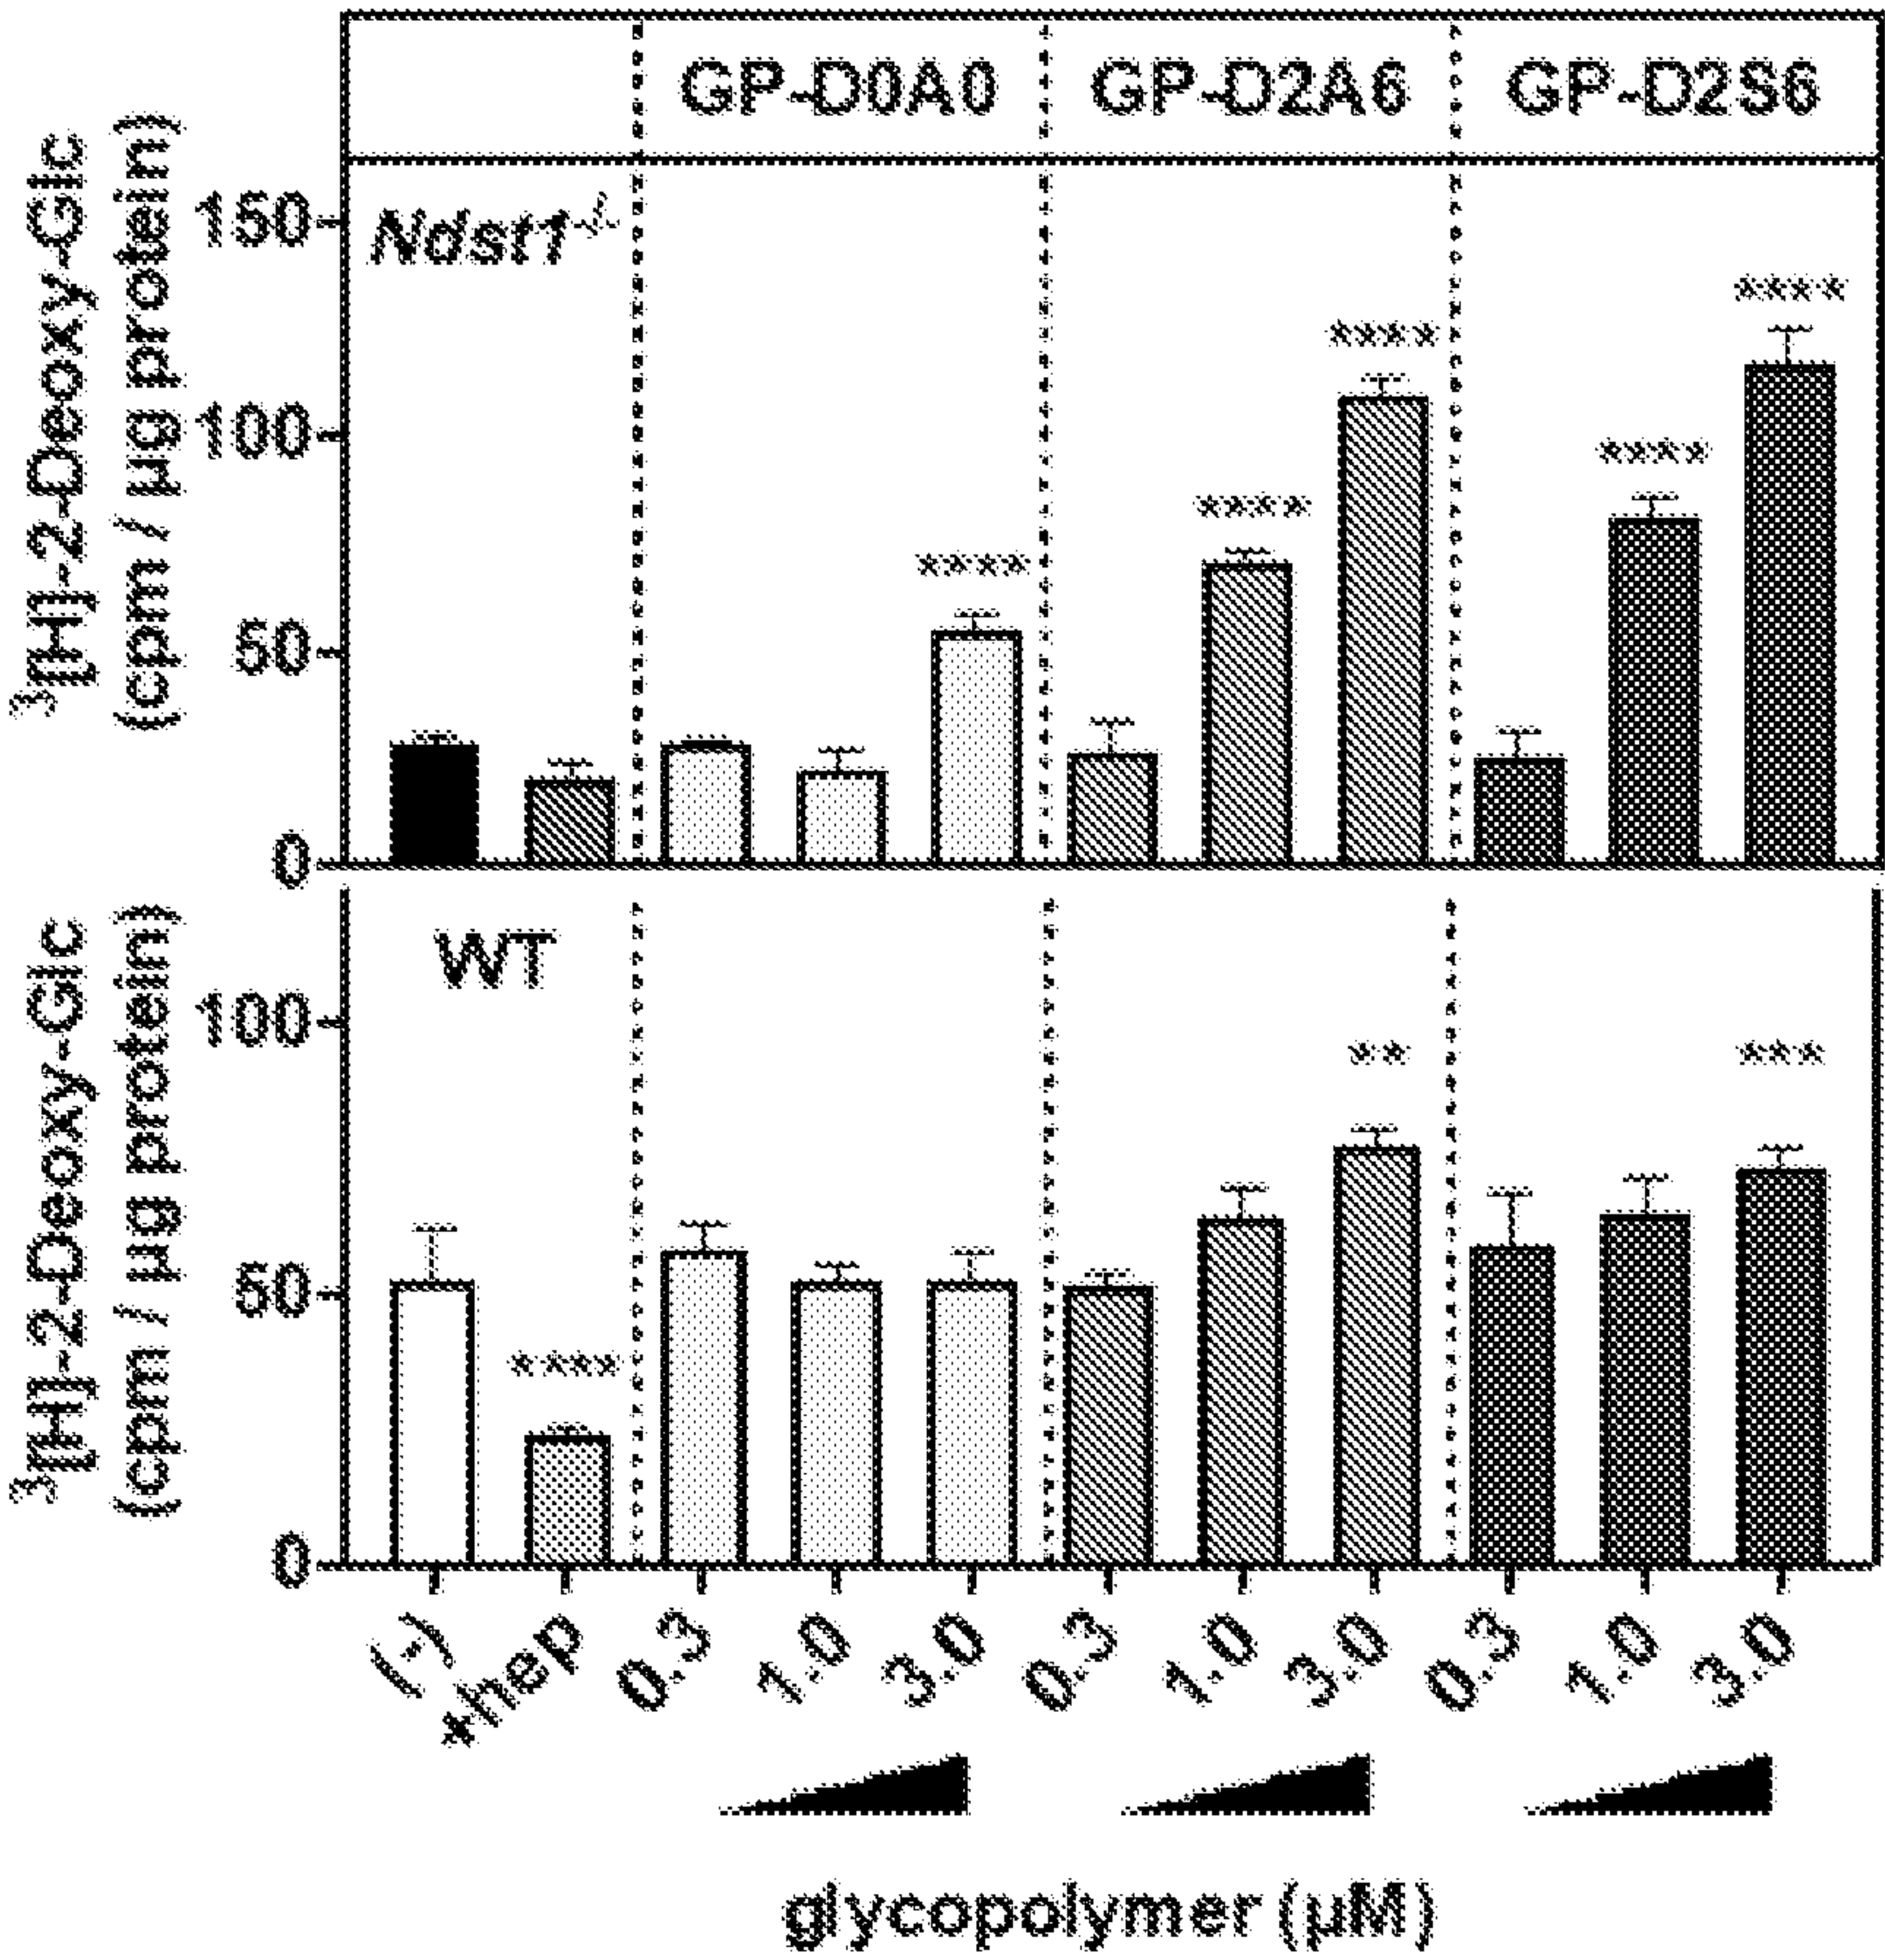 GP-D0A0 GP-D2A6 GP-D2S6
³[H]-2-Deoxy-Glc
(cpm / µg protein)
150
100
50
0
Ndst1-/-
****
****
****
****
****
³[H]-2-Deoxy-Glc
(cpm / µg protein)
100
50
0
WT
****
**
***
(-) *hep 0.3 1.0 3.0 0.3 1.0 3.0 0.3 1.0 3.0
glycopolymer (µM)